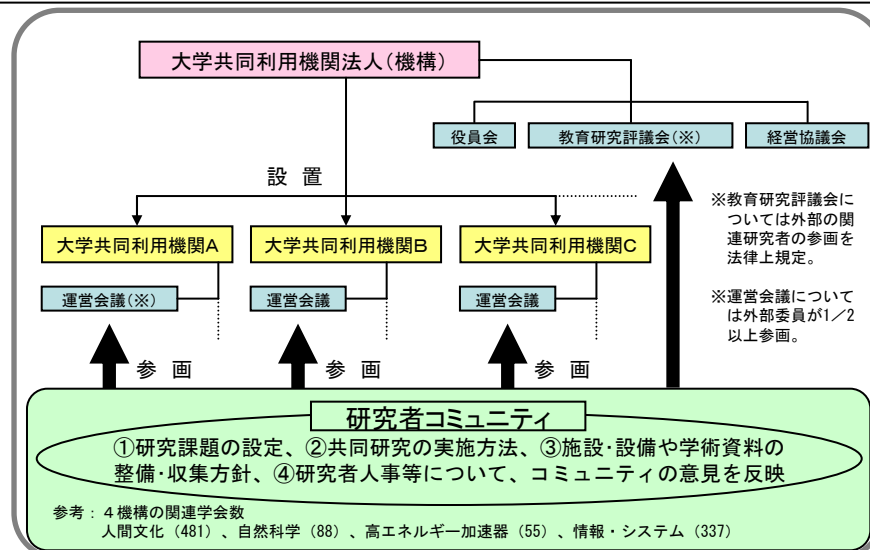 大学共同利用機関法人(機構)
役員会
教育研究評議会(※)
経営協議会
設 置
※教育研究評議会に
ついては外部の関
連研究者の参画を
法律上規定。
※運営会議について
は外部委員が1/2
以上参画。
大学共同利用機関A
大学共同利用機関B
大学共同利用機関C
運営会議(※)
運営会議
運営会議
参 画
参 画
参 画
研究者コミュニティ
①研究課題の設定、②共同研究の実施方法、③施設・設備や学術資料の
整備・収集方針、④研究者人事等について、コミュニティの意見を反映
参考：４機構の関連学会数
人間文化（481）、自然科学（88）、高エネルギー加速器（55）、情報・システム（337）